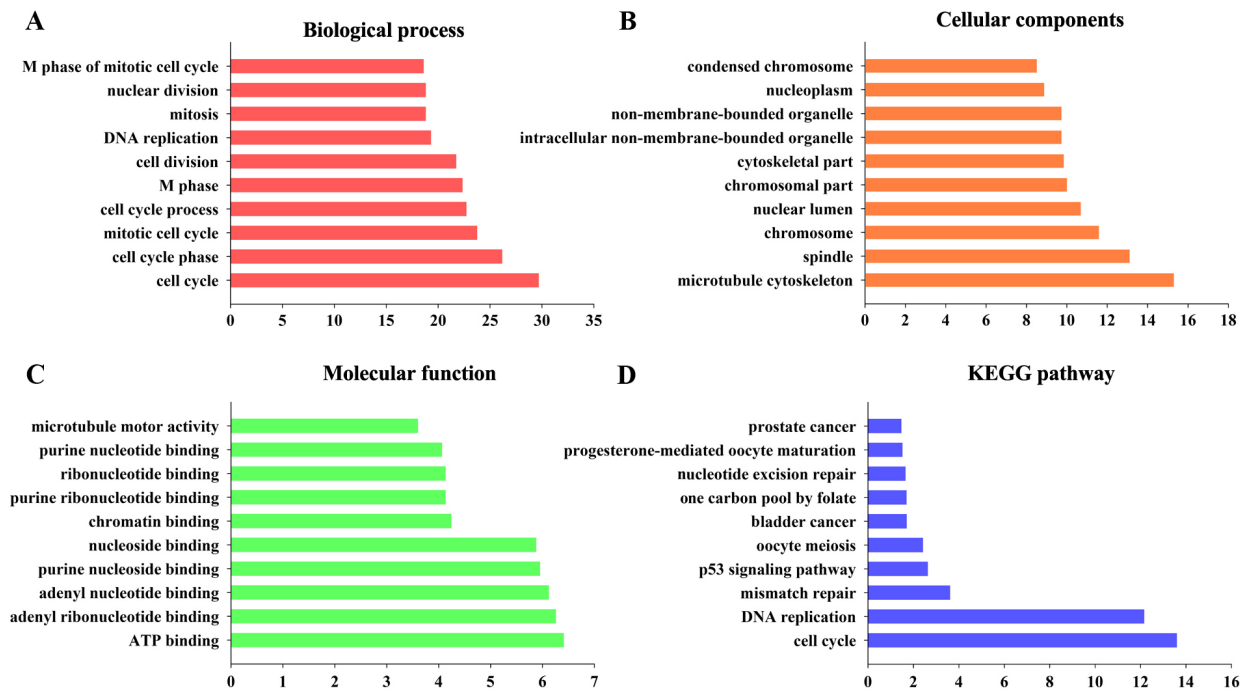 A
Biological process
M phase of mitotic cell cycle
nuclear division
mitosis
DNA replication
cell division
M phase
cell cycle process
mitotic cell cycle
cell cycle phase
cell cycle
0 5 10 15 20 25 30 35
B
Cellular components
condensed chromosome
nucleoplasm
non-membrane-bounded organelle
intracellular non-membrane-bounded organelle
cytoskeletal part
chromosomal part
nuclear lumen
chromosome
spindle
microtubule cytoskeleton
0 2 4 6 8 10 12 14 16 18
C
Molecular function
microtubule motor activity
purine nucleotide binding
ribonucleotide binding
purine ribonucleotide binding
chromatin binding
nucleoside binding
purine nucleoside binding
adenyl nucleotide binding
adenyl ribonucleotide binding
ATP binding
0 1 2 3 4 5 6 7
D
KEGG pathway
prostate cancer
progesterone-mediated oocyte maturation
nucleotide excision repair
one carbon pool by folate
bladder cancer
oocyte meiosis
p53 signaling pathway
mismatch repair
DNA replication
cell cycle
0 2 4 6 8 10 12 14 16